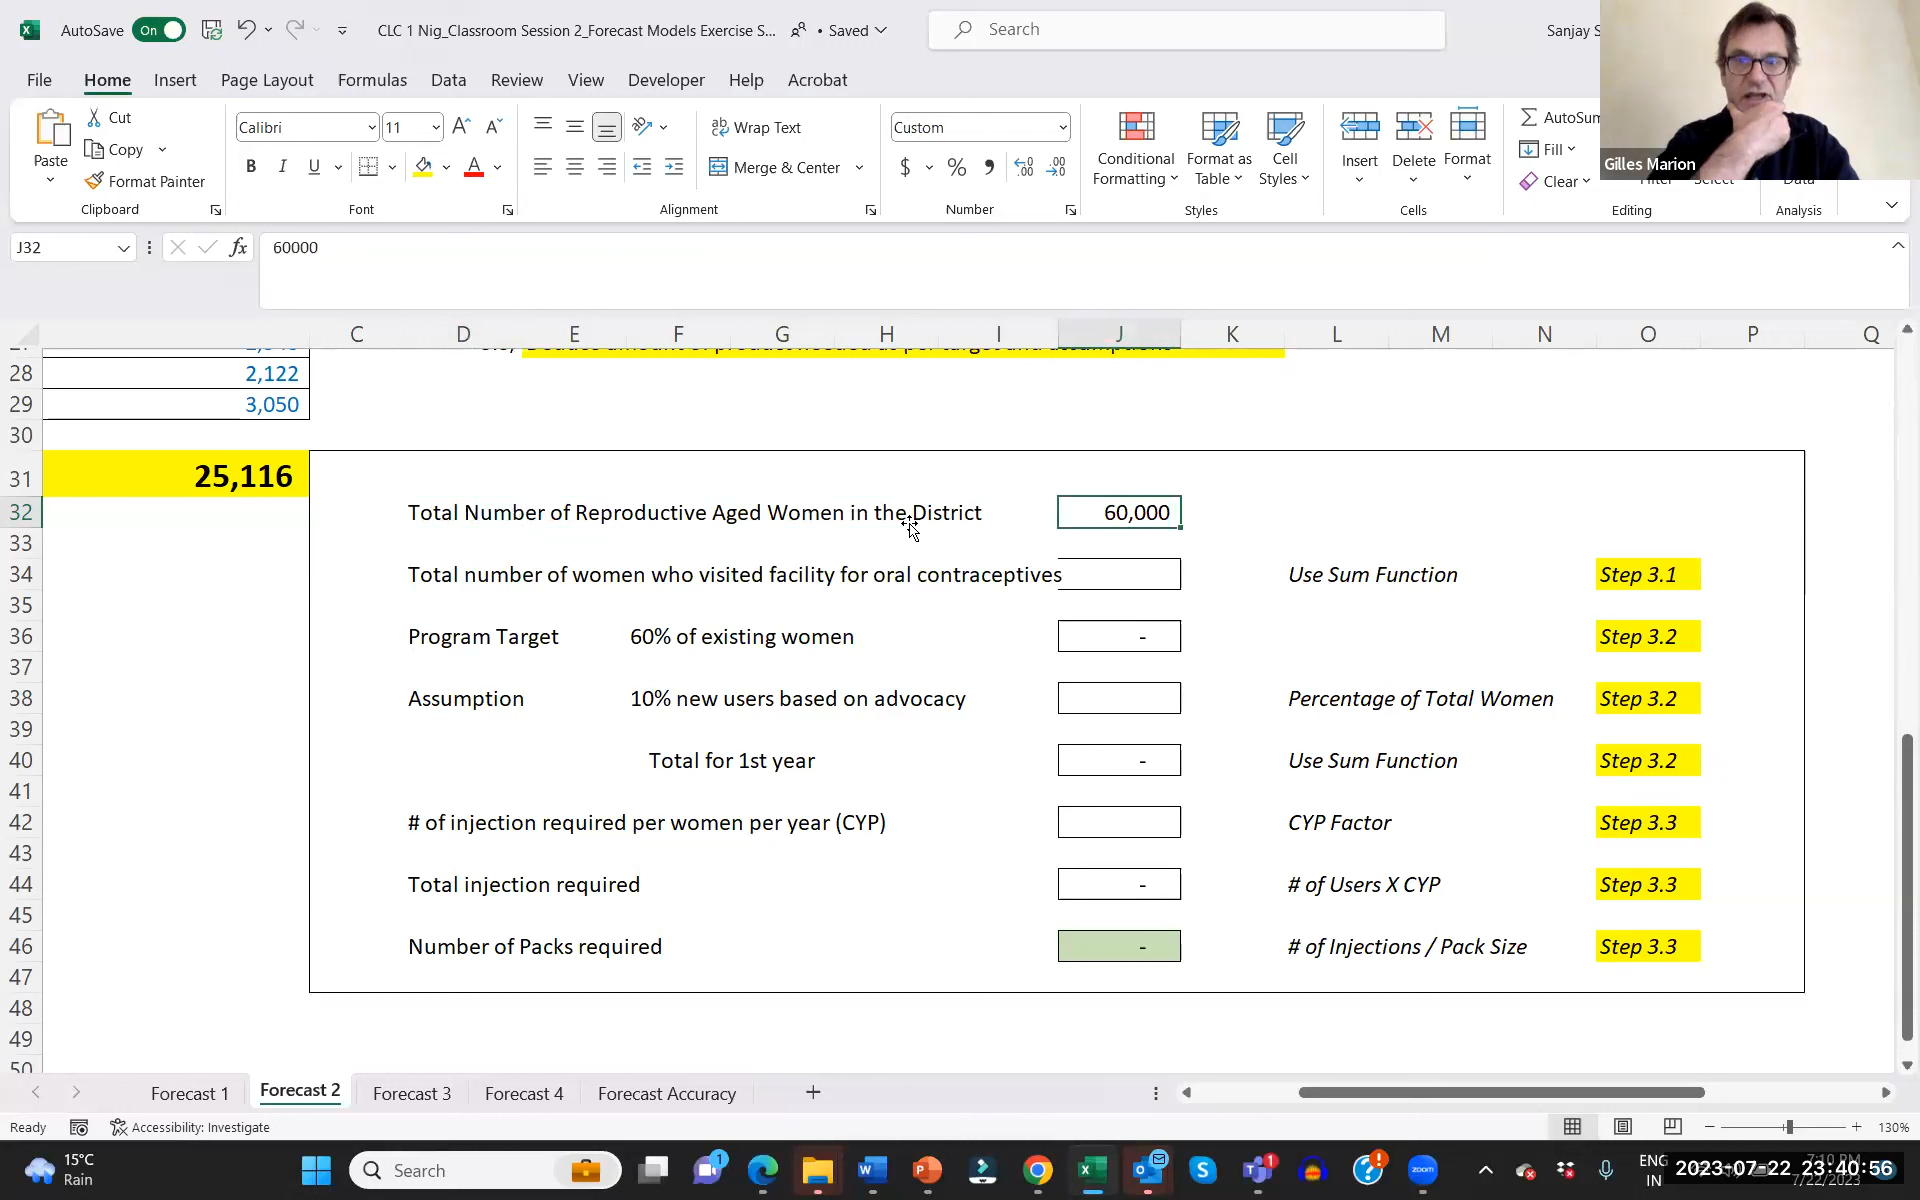 AutoSave On CLC 1 Nig_Classroom Session 2_Forecast Models Exercise S... • Saved Search Sanjay S
File Home Insert Page Layout Formulas Data Review View Developer Help Acrobat
Paste Cut Copy Format Painter Clipboard
Calibri 11 B I U A Font
ab Wrap Text Merge & Center Alignment
Custom $ % Number
Conditional Formatting Format as Table Cell Styles Styles
Insert Delete Format Cells
AutoSum Fill Clear Editing
Analysis
Gilles Marion
J32 fx 60000
C D E F G H I J K L M N O P Q
28 2,122
29 3,050
30
31 25,116
32 Total Number of Reproductive Aged Women in the District 60,000
33
34 Total number of women who visited facility for oral contraceptives Use Sum Function Step 3.1
35
36 Program Target 60% of existing women - Step 3.2
37
38 Assumption 10% new users based on advocacy Percentage of Total Women Step 3.2
39
40 Total for 1st year - Use Sum Function Step 3.2
41
42 # of injection required per women per year (CYP) CYP Factor Step 3.3
43
44 Total injection required - # of Users X CYP Step 3.3
45
46 Number of Packs required - # of Injections / Pack Size Step 3.3
47
48
49
50
Forecast 1 Forecast 2 Forecast 3 Forecast 4 Forecast Accuracy
Ready Accessibility: Investigate 130%
15°C
Rain
Search
zoom
ENG
IN
2023-07-22 23:40:56
7:10 PM
7/22/2023